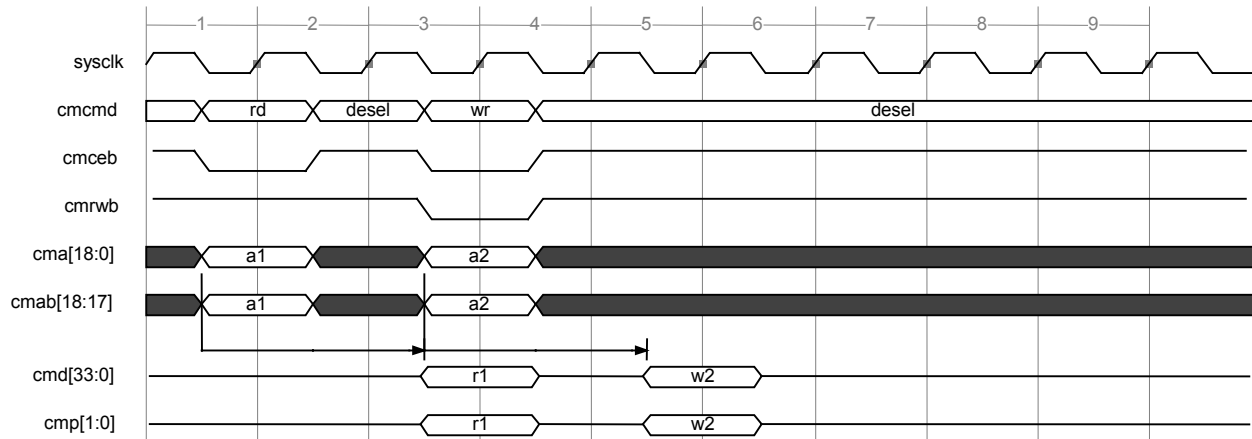 1 2 3 4 5 6 7 8 9
sysclk
cmcmd rd desel wr desel
cmceb
cmrwb
cma[18:0] a1 a2
cmab[18:17] a1 a2
cmd[33:0] r1 w2
cmp[1:0] r1 w2